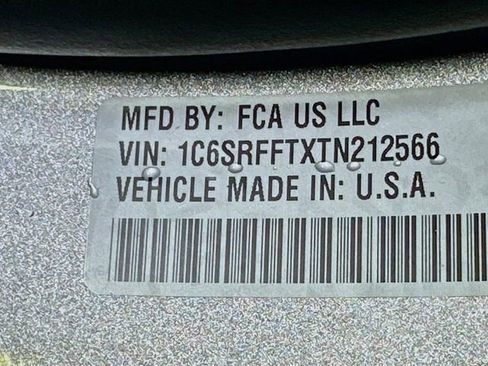 MFD BY: FCA US LLC
VIN: 1C6SRFFTXTN212566
VEHICLE MADE IN: U.S.A.